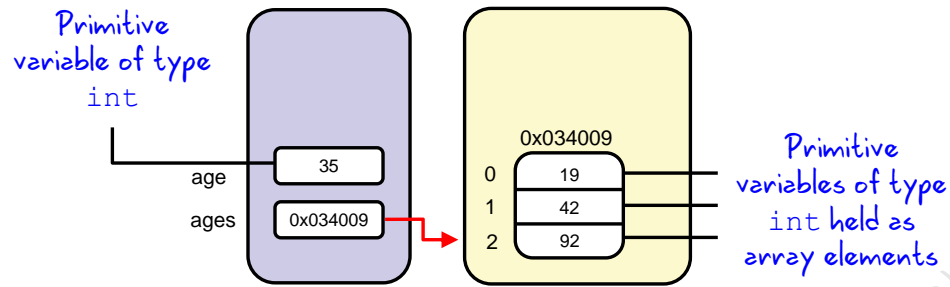 Primitive
variable of type
int
age
35
ages
0x034009
0x034009
0
19
1
42
2
92
Primitive
variables of type
int held as
array elements